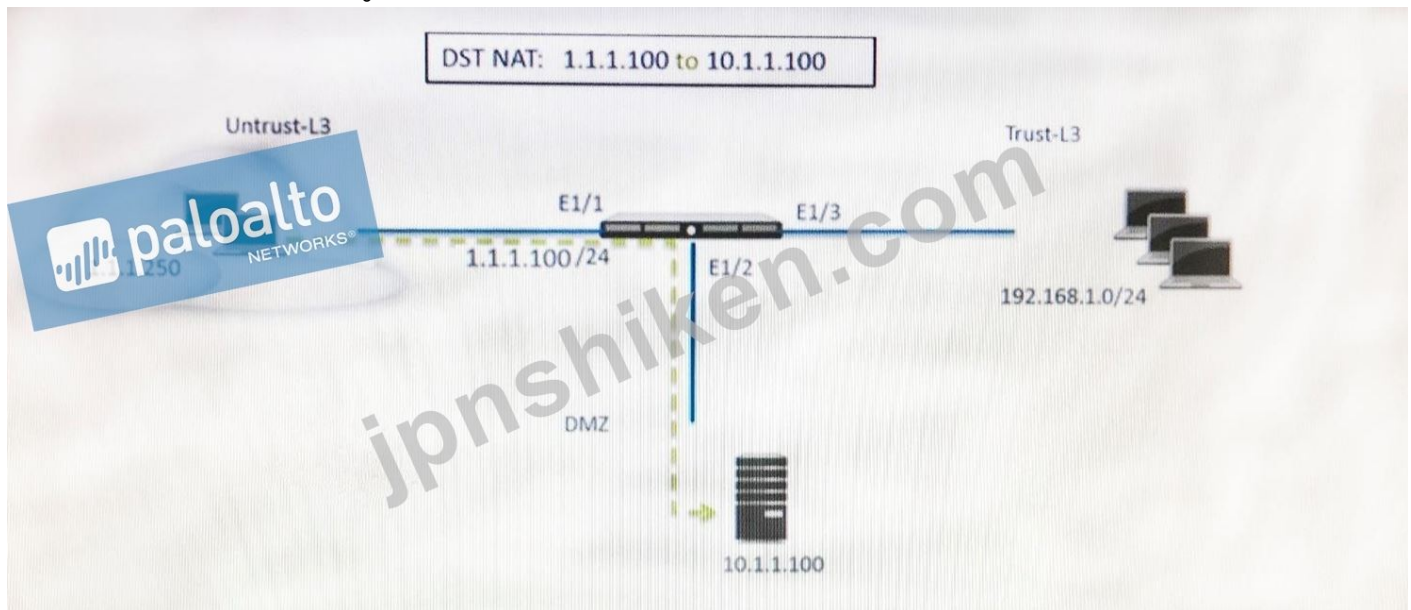 DST NAT: 1.1.1.100 to 10.1.1.100
Untrust-L3
Trust-L3
paloalto
NETWORKS®
E1/1
E1/3
1.1.1.100/24
E1/2
192.168.1.0/24
DMZ
10.1.1.100
jpnshiken.com